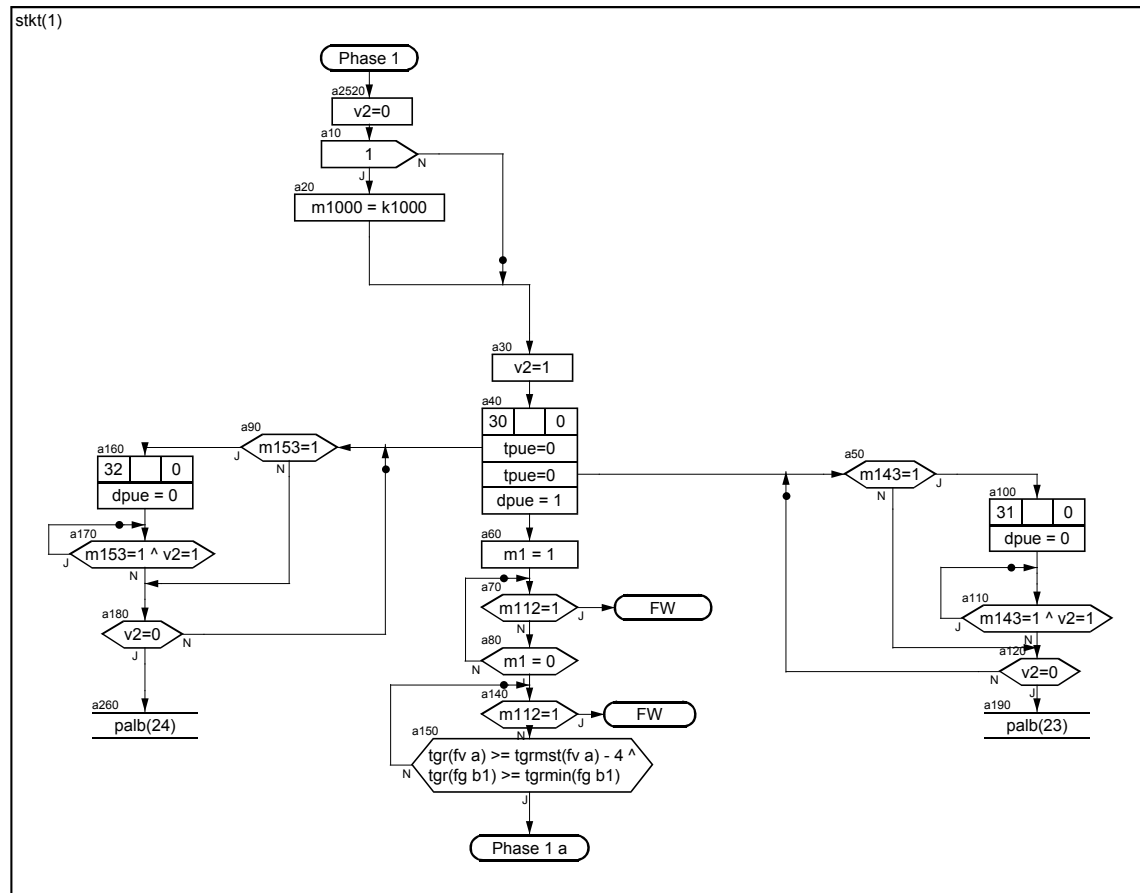 stkt(1)
Phase 1
a2520
v2=0
a10
1
N
J
a20
m1000 = k1000
a30
v2=1
a40
30 0
tpue=0
tpue=0
dpue = 1
a90
m153=1
J
N
a160
32 0
dpue = 0
a170
m153=1 ^ v2=1
J
N
a180
v2=0
N
J
a260
palb(24)
a60
m1 = 1
a70
m112=1
J
FW
N
a80
m1 = 0
N
J
a140
m112=1
J
FW
N
a150
tgr(fv a) >= tgrmst(fv a) - 4 ^
tgr(fg b1) >= tgrmin(fg b1)
N
J
Phase 1 a
a50
m143=1
J
N
a100
31 0
dpue = 0
a110
m143=1 ^ v2=1
J
N
a120
v2=0
N
J
a190
palb(23)